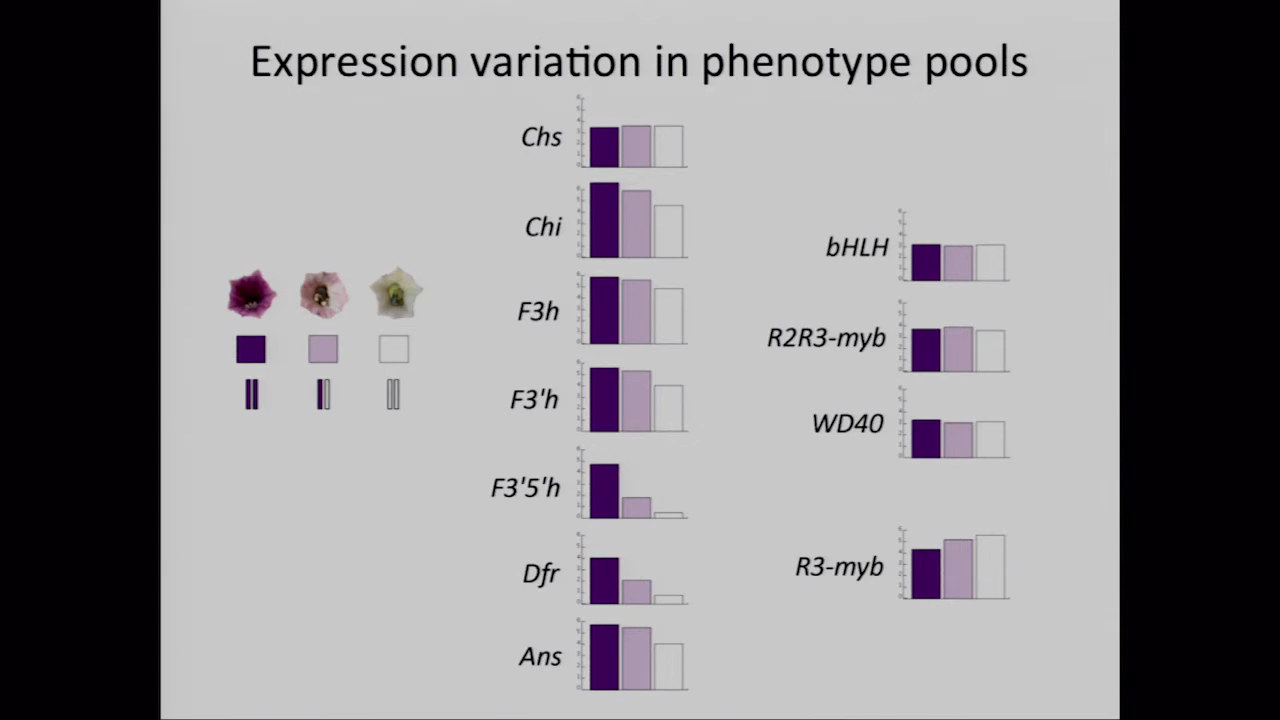 Expression variation in phenotype pools
Chs
Chi
F3h
F3'h
F3'5'h
Dfr
Ans
bHLH
R2R3-myb
WD40
R3-myb